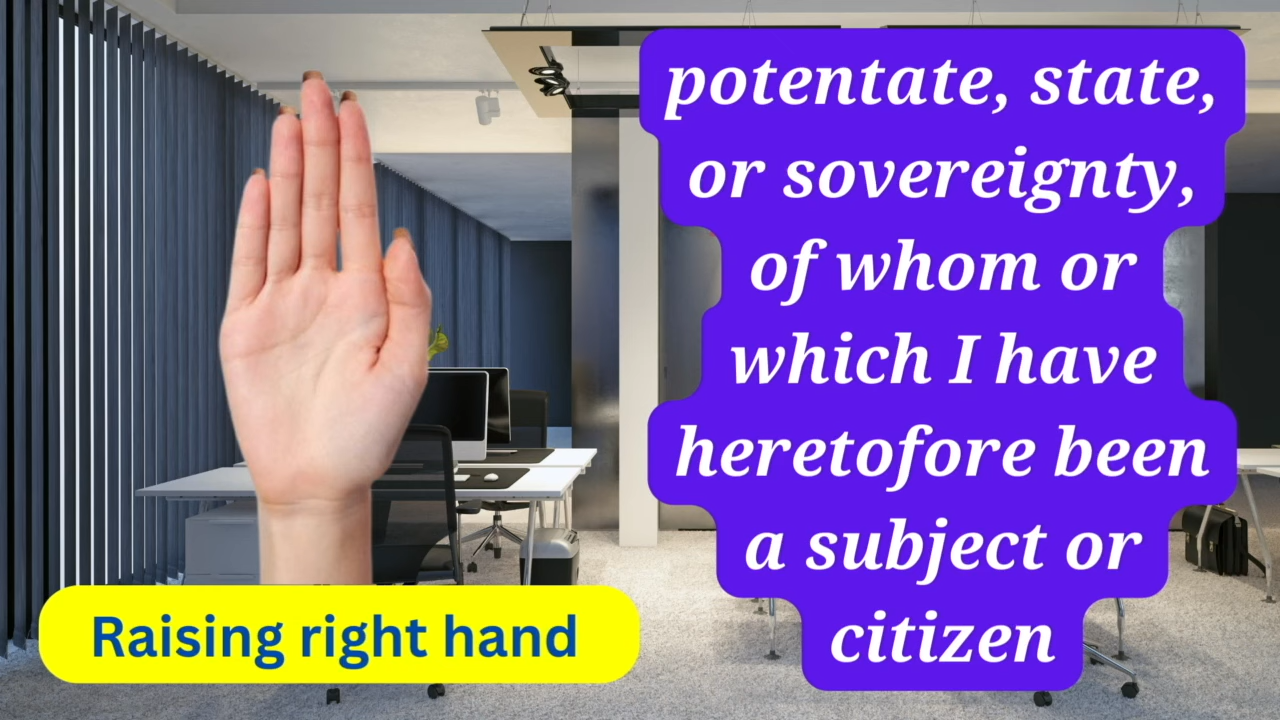 potentate, state,
or sovereignty,
of whom or
which I have
heretofore been
a subject or
citizen
Raising right hand